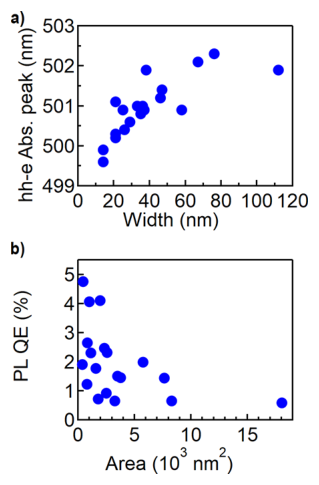 a)
hh-e Abs. peak (nm)
503
502
501
500
499
0 20 40 60 80 100 120
Width (nm)
b)
PL QE (%)
5
4
3
2
1
0
0 5 10 15
Area (10³ nm²)